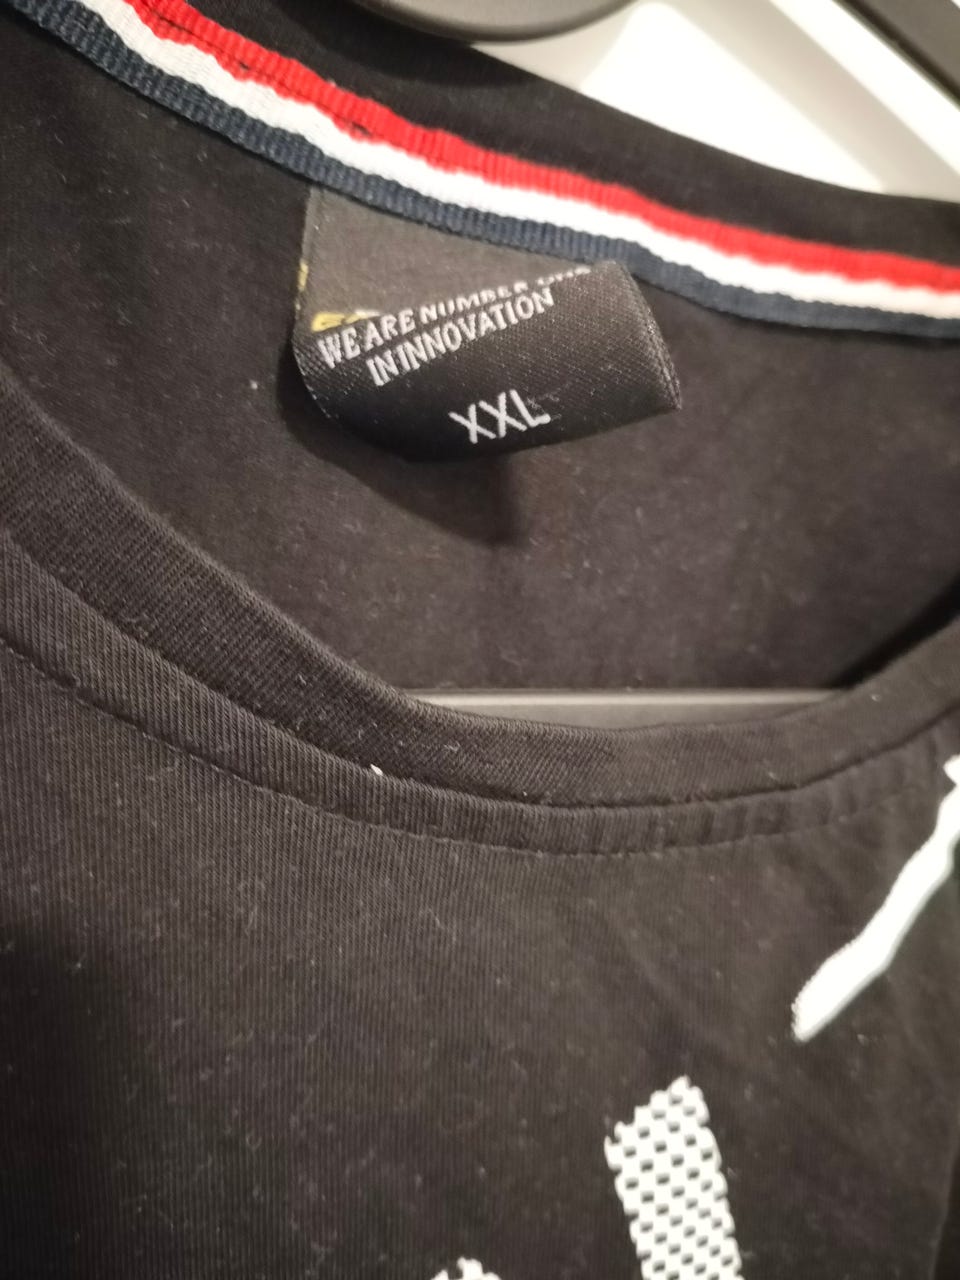 WE ARE NUMBER
IN INNOVATION
XXL